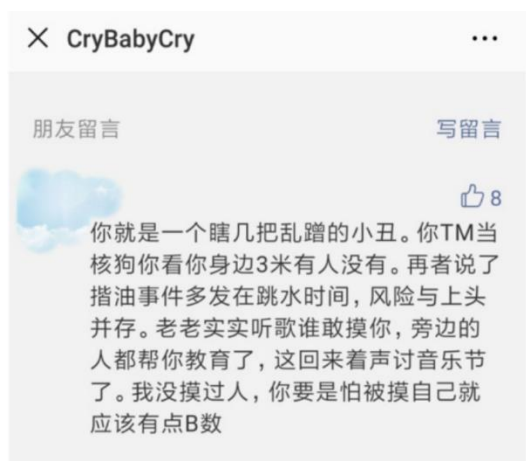 CryBabyCry
朋友留言 写留言
8
你就是一个瞎几把乱蹭的小丑。你TM当
核狗你看你身边3米有人没有。再者说了
揩油事件多发在跳水时间，风险与上头
并存。老老实实听歌谁敢摸你，旁边的
人都帮你教育了，这回来着声讨音乐节
了。我没摸过人，你要是怕被摸自己就
应该有点B数